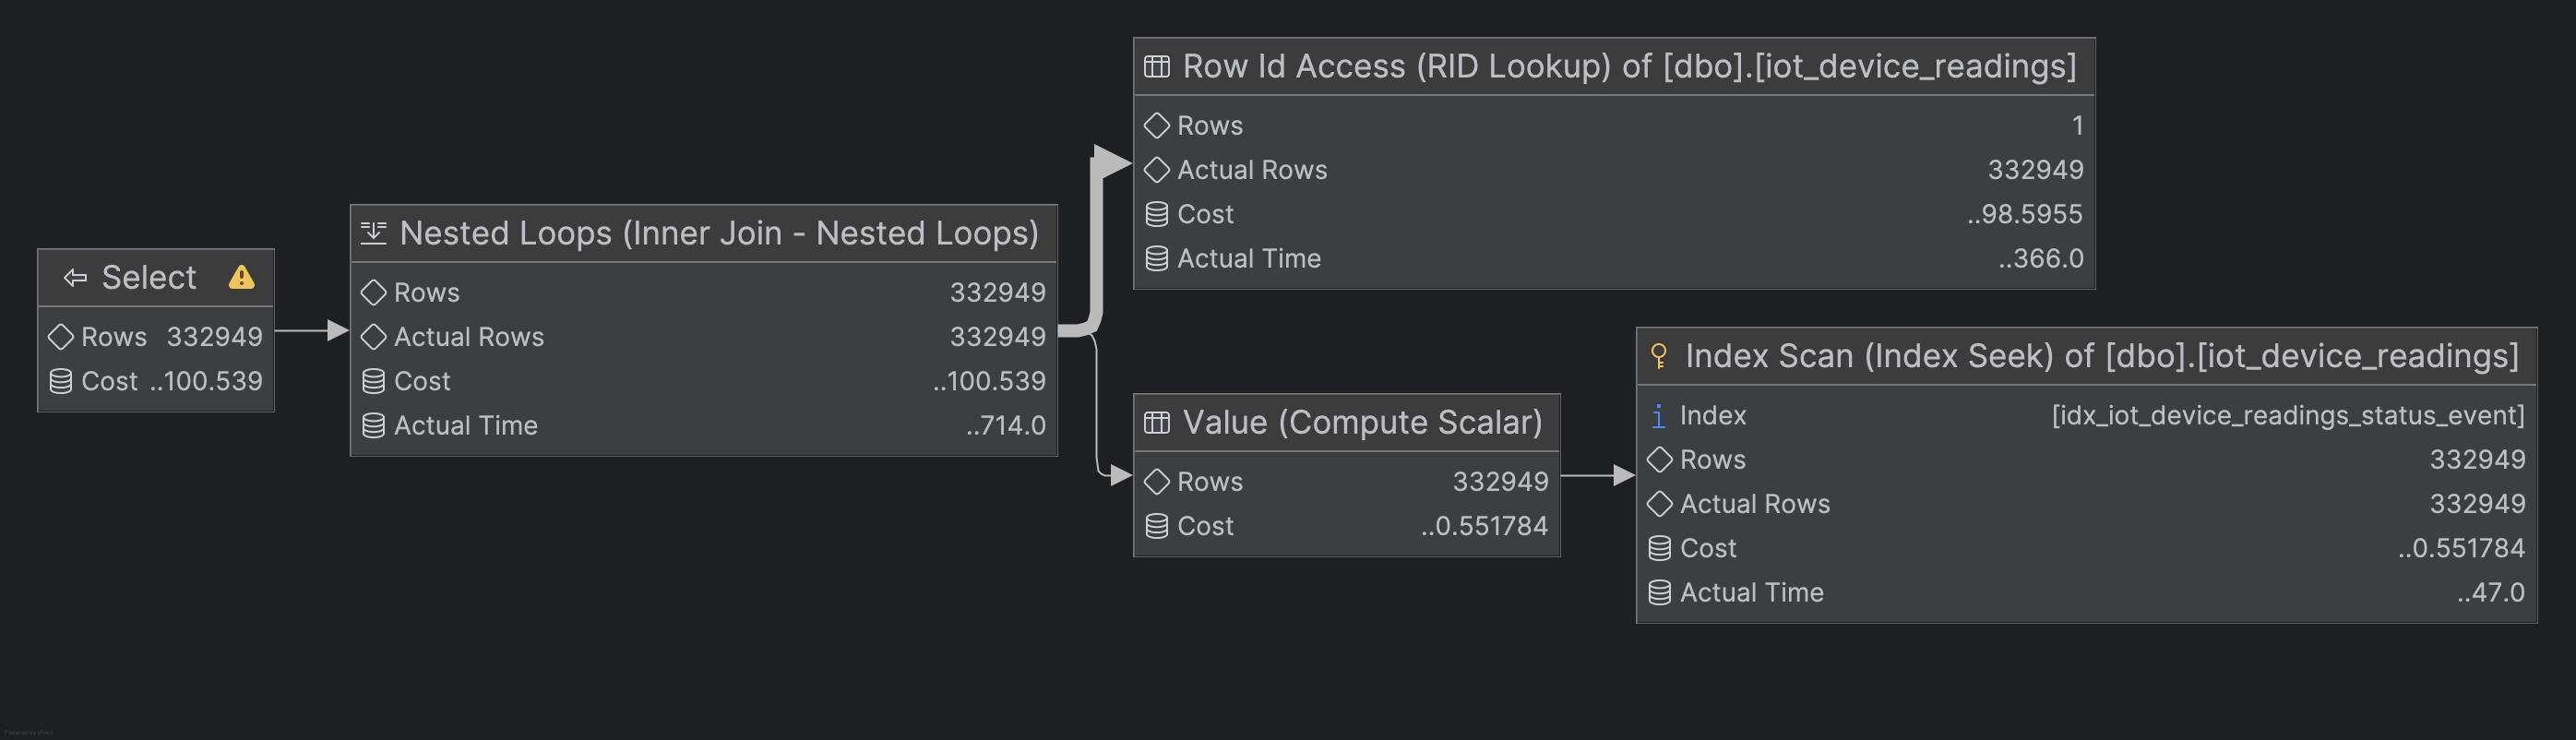 Select
Rows 332949
Cost ..100.539
Nested Loops (Inner Join - Nested Loops)
Rows 332949
Actual Rows 332949
Cost ..100.539
Actual Time ..714.0
Row Id Access (RID Lookup) of [dbo].[iot_device_readings]
Rows 1
Actual Rows 332949
Cost ..98.5955
Actual Time ..366.0
Value (Compute Scalar)
Rows 332949
Cost ..0.551784
Index Scan (Index Seek) of [dbo].[iot_device_readings]
Index [idx_iot_device_readings_status_event]
Rows 332949
Actual Rows 332949
Cost ..0.551784
Actual Time ..47.0
Powered by yFiles